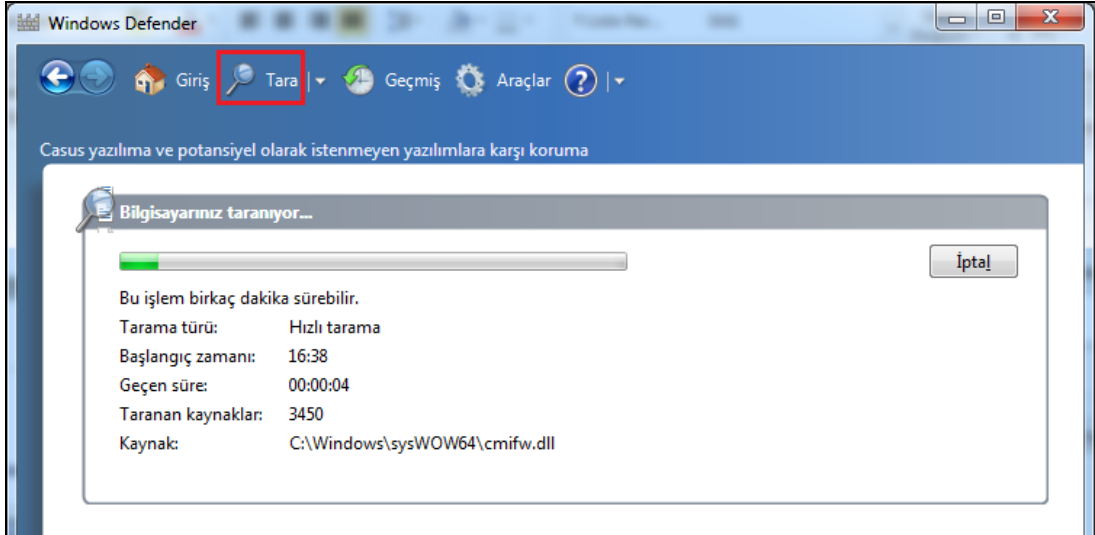 Windows Defender
Giriş Tara Geçmiş Araçlar ?
Casus yazılıma ve potansiyel olarak istenmeyen yazılımlara karşı koruma
Bilgisayarınız taranıyor...
İptal
Bu işlem birkaç dakika sürebilir.
Tarama türü: Hızlı tarama
Başlangıç zamanı: 16:38
Geçen süre: 00:00:04
Taranan kaynaklar: 3450
Kaynak: C:\Windows\sysWOW64\cmifw.dll